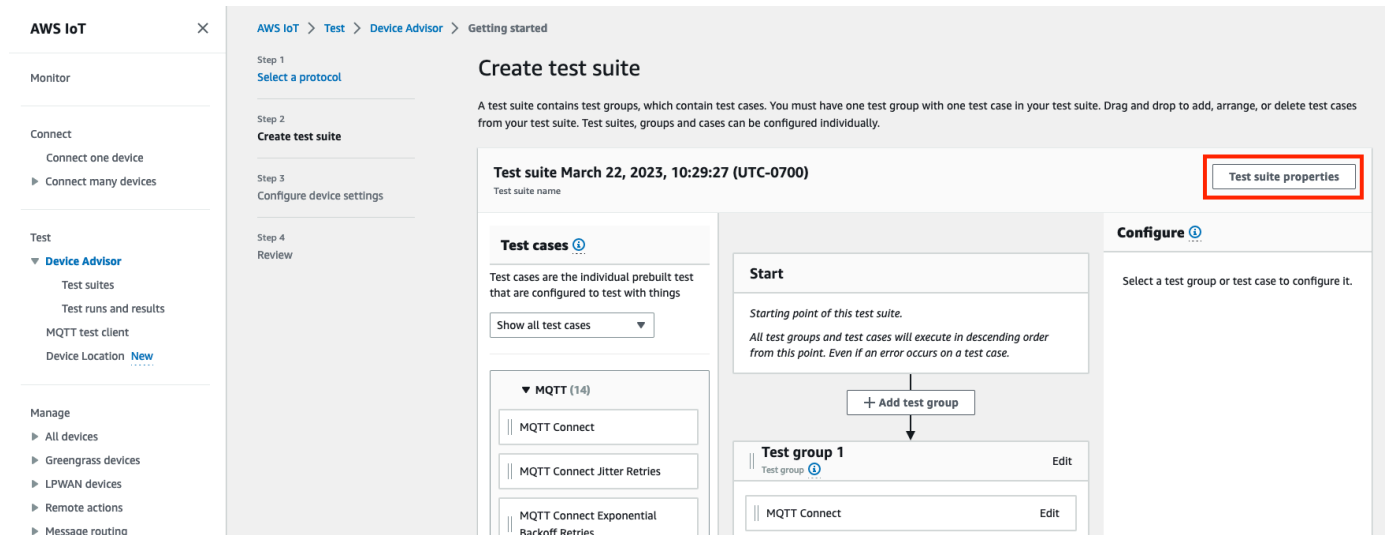 AWS IoT
Monitor
Connect
Connect one device
Connect many devices
Test
Device Advisor
Test suites
Test runs and results
MQTT test client
Device Location New
Manage
All devices
Greengrass devices
LPWAN devices
Remote actions
Message routing
AWS IoT > Test > Device Advisor > Getting started
Step 1
Select a protocol
Step 2
Create test suite
Step 3
Configure device settings
Step 4
Review
Create test suite
A test suite contains test groups, which contain test cases. You must have one test group with one test case in your test suite. Drag and drop to add, arrange, or delete test cases
from your test suite. Test suites, groups and cases can be configured individually.
Test suite March 22, 2023, 10:29:27 (UTC-0700)
Test suite name
Test suite properties
Test cases
Test cases are the individual prebuilt test
that are configured to test with things
Show all test cases
MQTT (14)
MQTT Connect
MQTT Connect Jitter Retries
MQTT Connect Exponential
Backoff Retries
Start
Starting point of this test suite.
All test groups and test cases will execute in descending order
from this point. Even if an error occurs on a test case.
+ Add test group
Test group 1
Test group
Edit
MQTT Connect
Edit
Configure
Select a test group or test case to configure it.